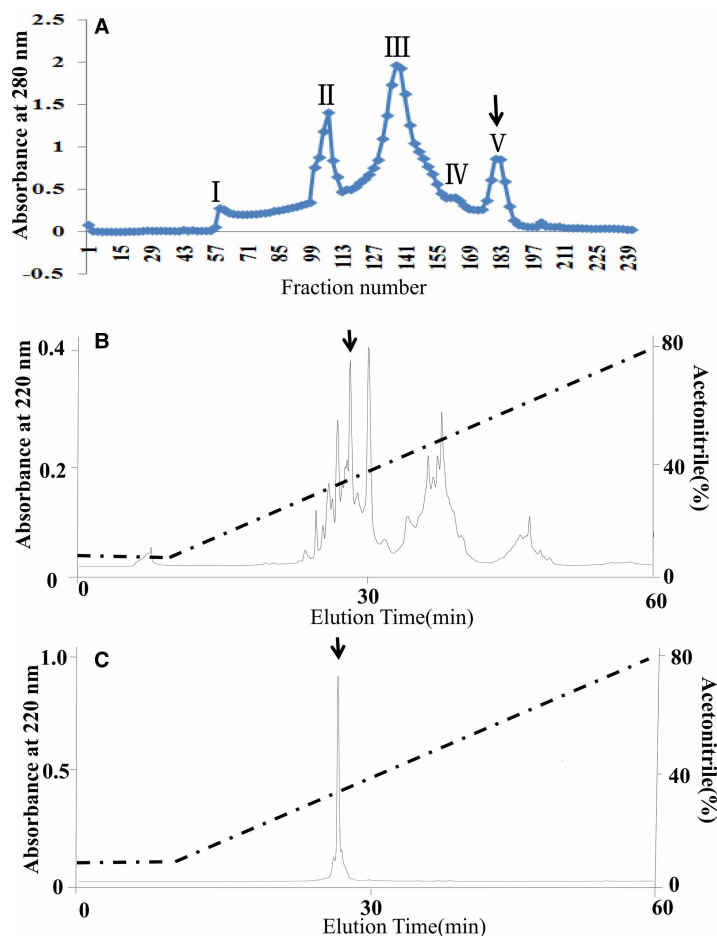 A
Absorbance at 280 nm
2.5
2
1.5
1
0.5
0
-0.5
I
II
III
IV
V
1 15 29 43 57 71 85 99 113 127 141 155 169 183 197 211 225 239
Fraction number
B
Absorbance at 220 nm
0.4
0.2
0
80
40
0
Acetonitrile(%)
0 30 60
Elution Time(min)
C
Absorbance at 220 nm
1.0
0.5
0
80
40
0
Acetonitrile(%)
0 30 60
Elution Time(min)